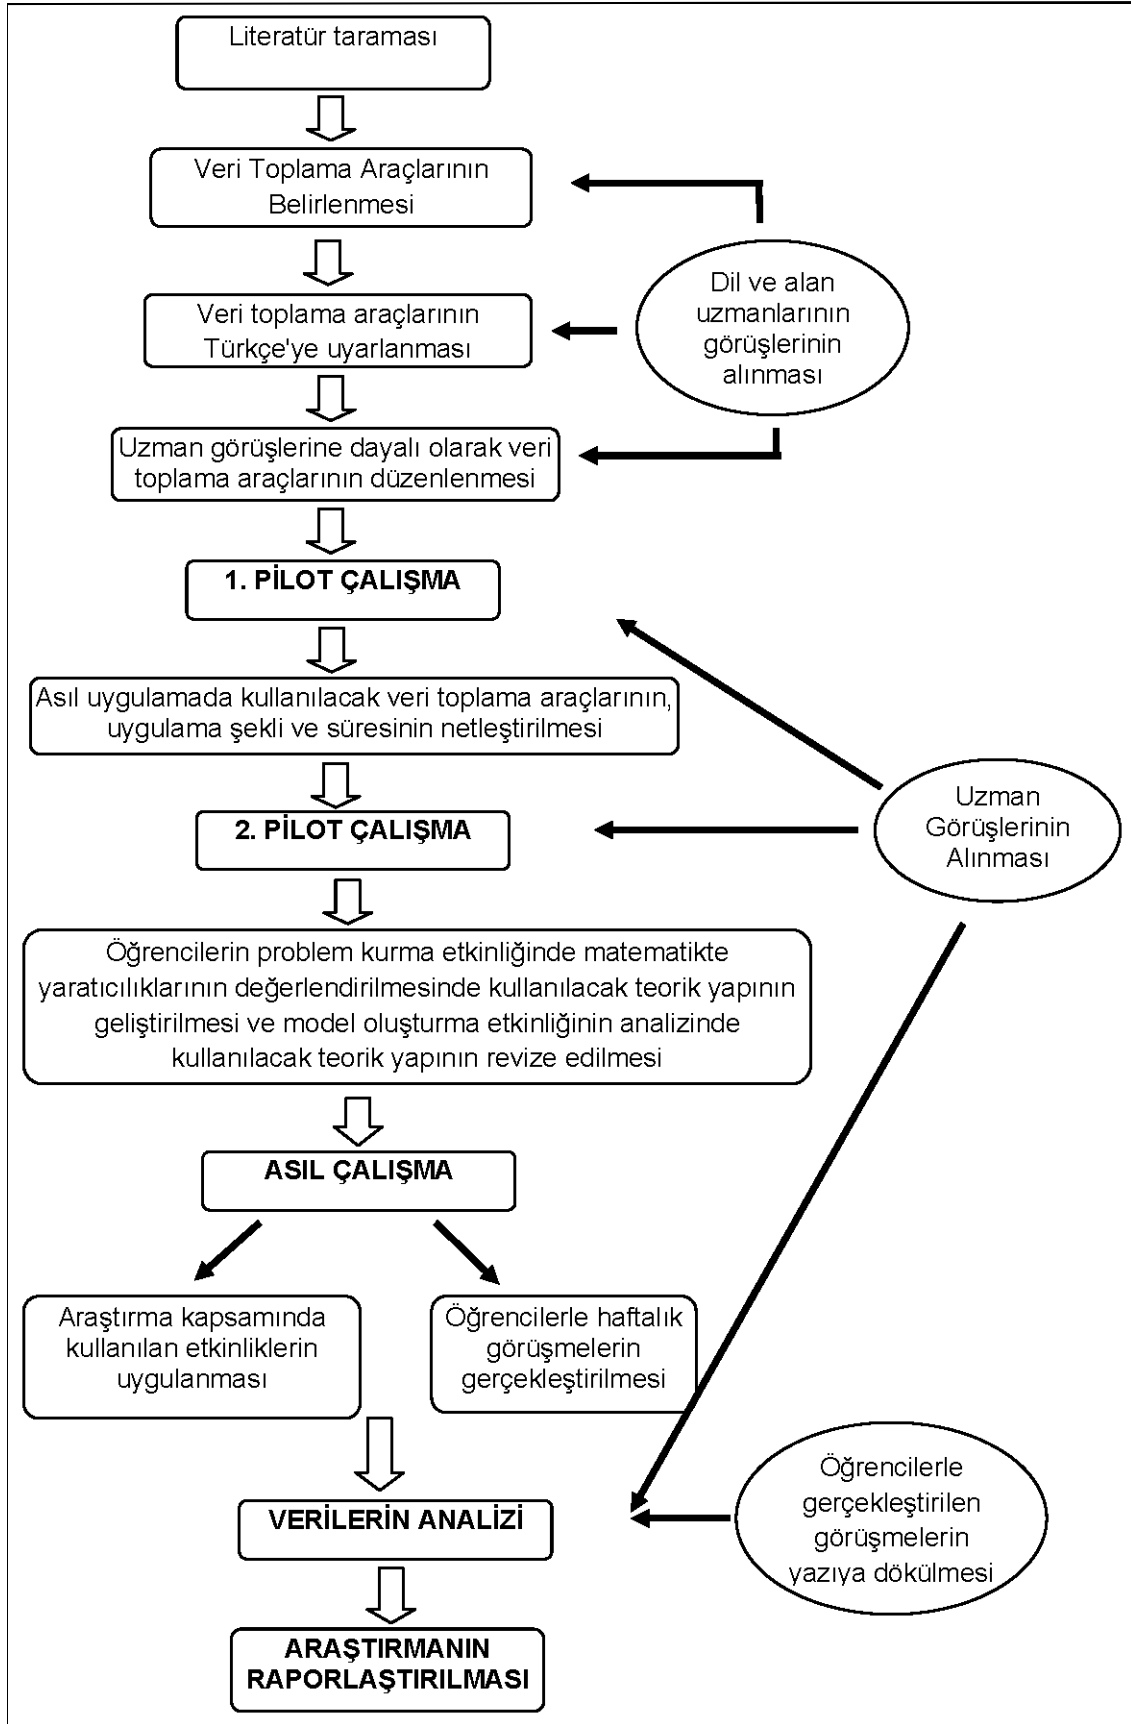 Literatür taraması
Veri Toplama Araçlarının
Belirlenmesi
Dil ve alan
uzmanlarının
görüşlerinin
alınması
Veri toplama araçlarının
Türkçe'ye uyarlanması
Uzman görüşlerine dayalı olarak veri
toplama araçlarının düzenlenmesi
1. PİLOT ÇALIŞMA
Asıl uygulamada kullanılacak veri toplama araçlarının,
uygulama şekli ve süresinin netleştirilmesi
Uzman
Görüşlerinin
Alınması
2. PİLOT ÇALIŞMA
Öğrencilerin problem kurma etkinliğinde matematikte
yaratıcılıklarının değerlendirilmesinde kullanılacak teorik yapının
geliştirilmesi ve model oluşturma etkinliğinin analizinde
kullanılacak teorik yapının revize edilmesi
ASIL ÇALIŞMA
Araştırma kapsamında
kullanılan etkinliklerin
uygulanması
Öğrencilerle haftalık
görüşmelerin
gerçekleştirilmesi
Öğrencilerle
gerçekleştirilen
görüşmelerin
yazıya dökülmesi
VERİLERİN ANALİZİ
ARAŞTIRMANIN
RAPORLAŞTIRILMASI